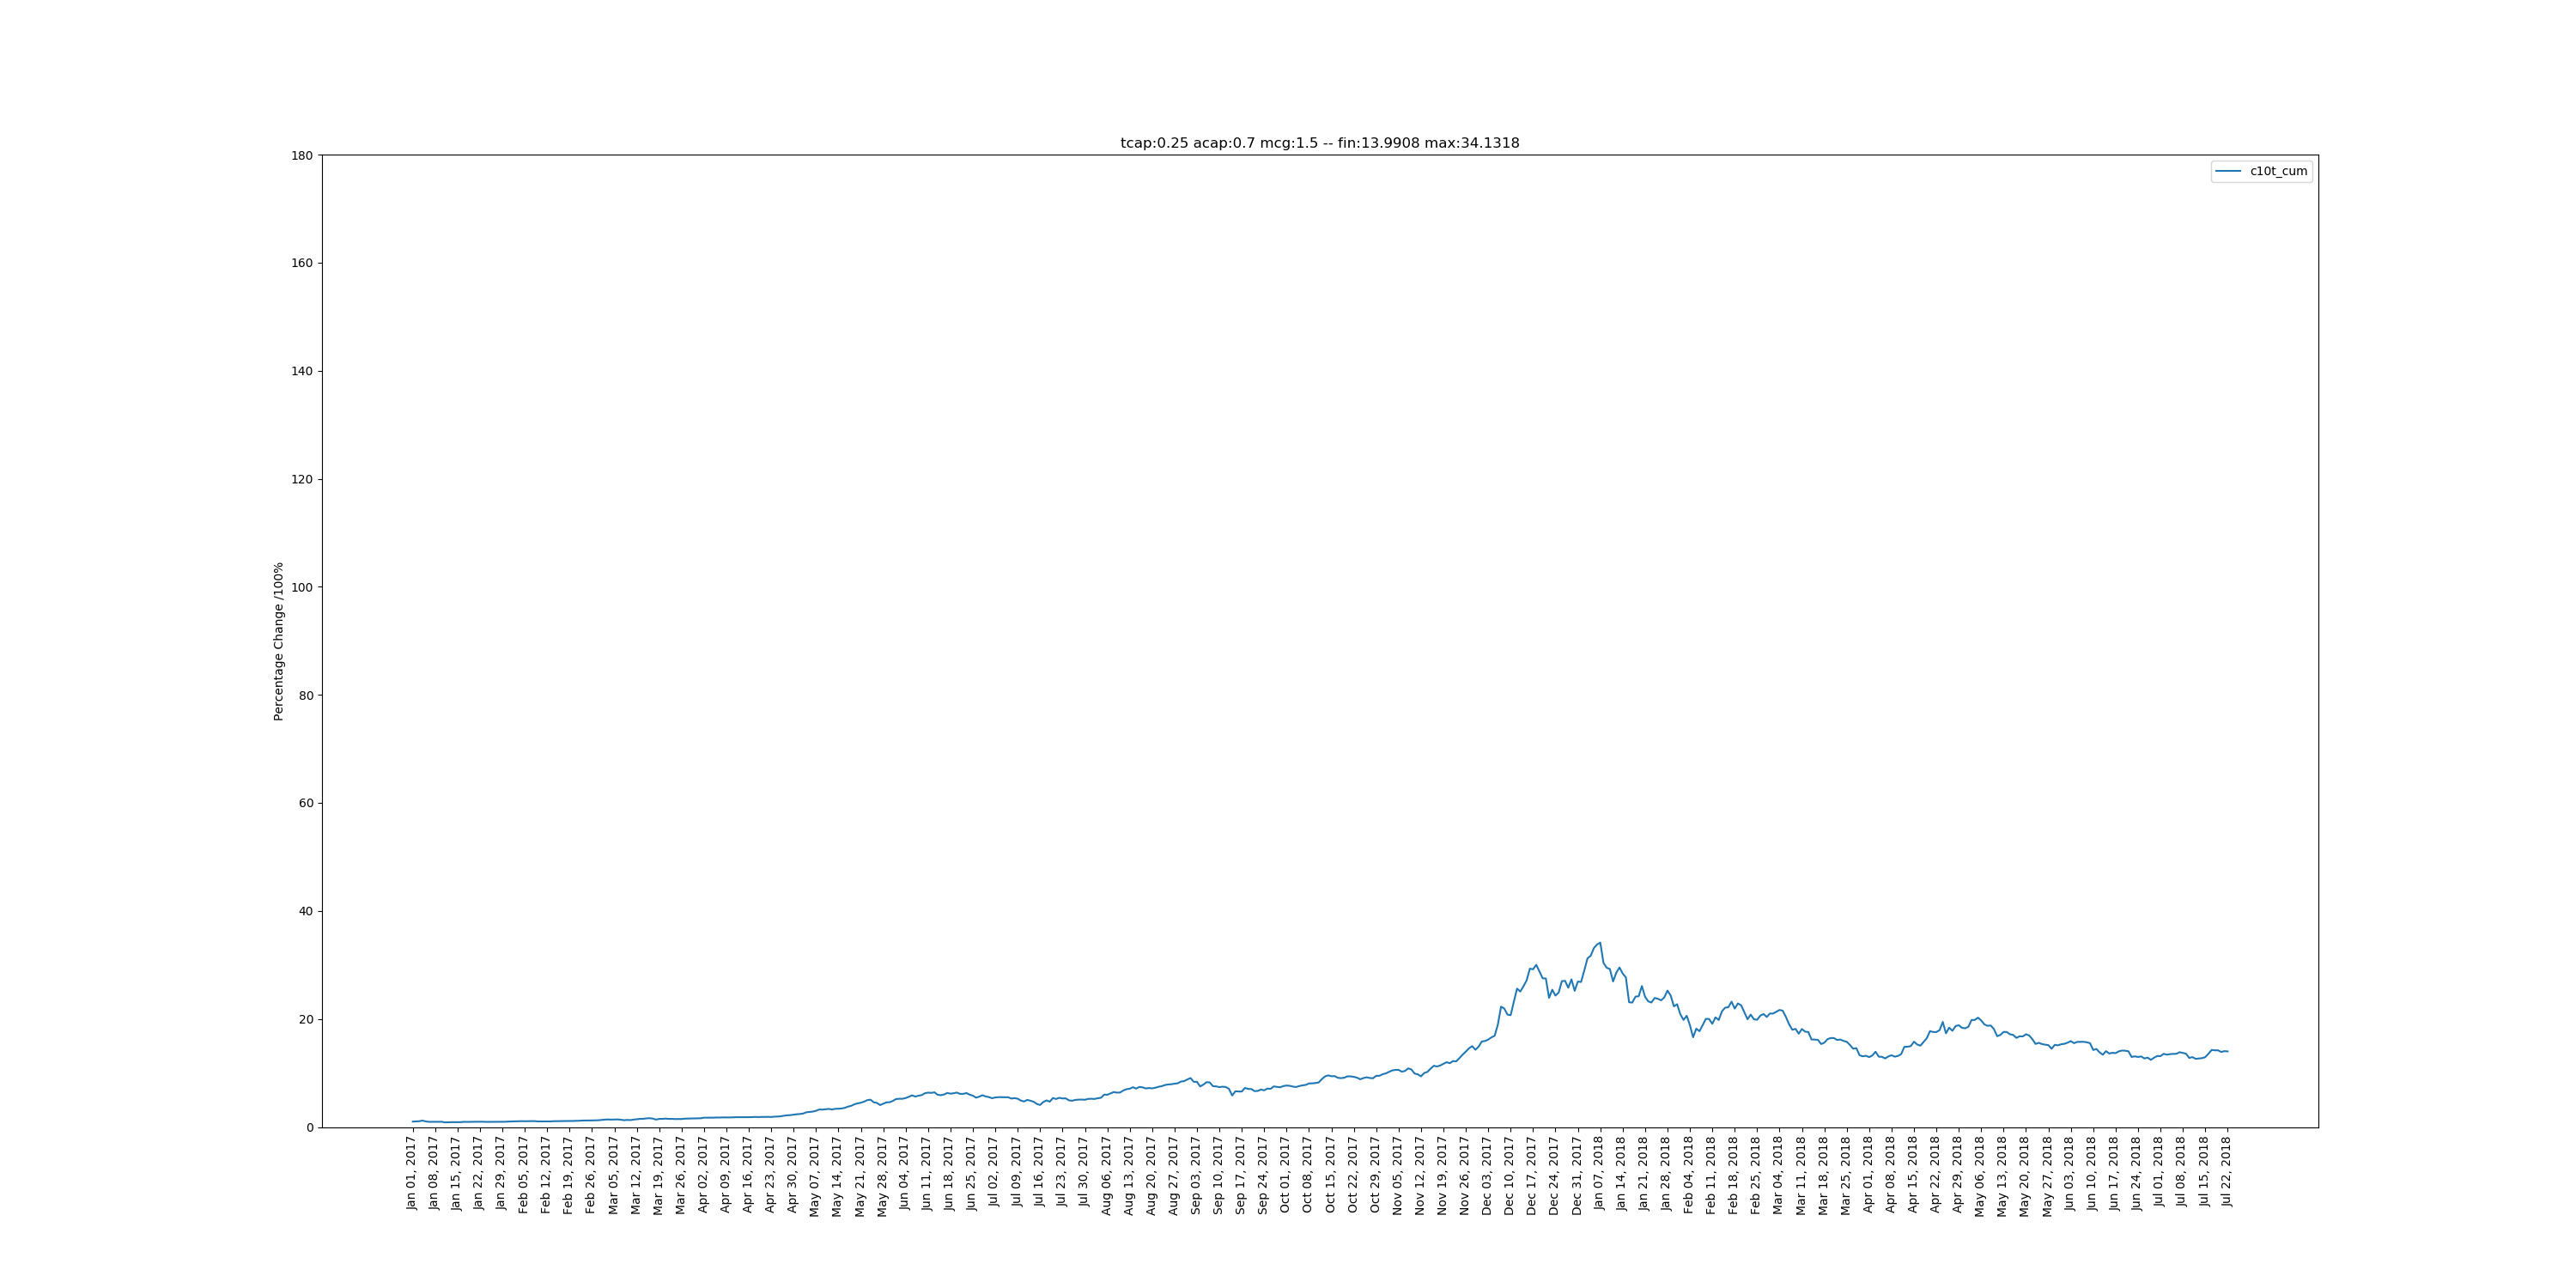 tcap:0.25 acap:0.7 mcg:1.5 -- fin:13.9908 max:34.1318
c10t_cum
Percentage Change /100%
180
160
140
120
100
80
60
40
20
0
Jan 01, 2017
Jan 08, 2017
Jan 15, 2017
Jan 22, 2017
Jan 29, 2017
Feb 05, 2017
Feb 12, 2017
Feb 19, 2017
Feb 26, 2017
Mar 05, 2017
Mar 12, 2017
Mar 19, 2017
Mar 26, 2017
Apr 02, 2017
Apr 09, 2017
Apr 16, 2017
Apr 23, 2017
Apr 30, 2017
May 07, 2017
May 14, 2017
May 21, 2017
May 28, 2017
Jun 04, 2017
Jun 11, 2017
Jun 18, 2017
Jun 25, 2017
Jul 02, 2017
Jul 09, 2017
Jul 16, 2017
Jul 23, 2017
Jul 30, 2017
Aug 06, 2017
Aug 13, 2017
Aug 20, 2017
Aug 27, 2017
Sep 03, 2017
Sep 10, 2017
Sep 17, 2017
Sep 24, 2017
Oct 01, 2017
Oct 08, 2017
Oct 15, 2017
Oct 22, 2017
Oct 29, 2017
Nov 05, 2017
Nov 12, 2017
Nov 19, 2017
Nov 26, 2017
Dec 03, 2017
Dec 10, 2017
Dec 17, 2017
Dec 24, 2017
Dec 31, 2017
Jan 07, 2018
Jan 14, 2018
Jan 21, 2018
Jan 28, 2018
Feb 04, 2018
Feb 11, 2018
Feb 18, 2018
Feb 25, 2018
Mar 04, 2018
Mar 11, 2018
Mar 18, 2018
Mar 25, 2018
Apr 01, 2018
Apr 08, 2018
Apr 15, 2018
Apr 22, 2018
Apr 29, 2018
May 06, 2018
May 13, 2018
May 20, 2018
May 27, 2018
Jun 03, 2018
Jun 10, 2018
Jun 17, 2018
Jun 24, 2018
Jul 01, 2018
Jul 08, 2018
Jul 15, 2018
Jul 22, 2018